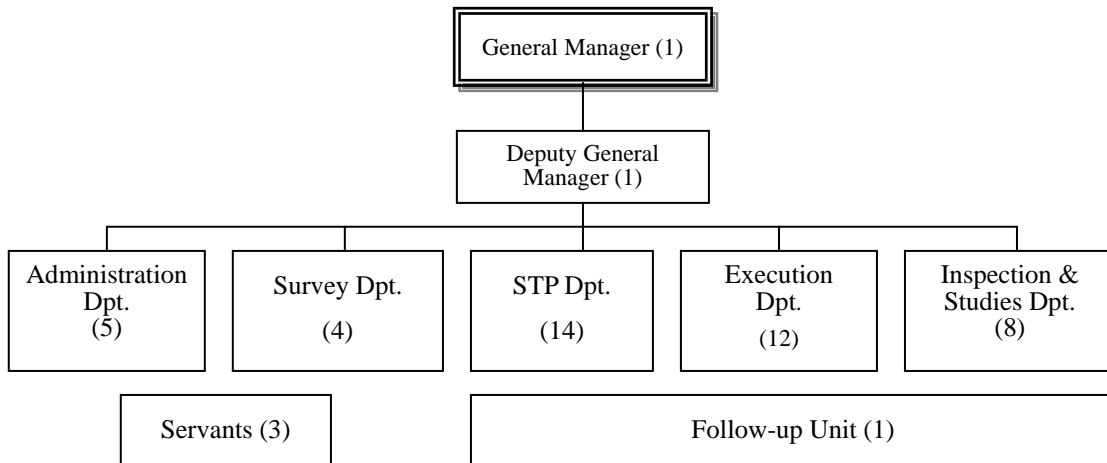 General Manager (1)
Deputy General
Manager (1)
Administration
Dpt.
(5)
Survey Dpt.
(4)
STP Dpt.
(14)
Execution
Dpt.
(12)
Inspection &
Studies Dpt.
(8)
Servants (3)
Follow-up Unit (1)